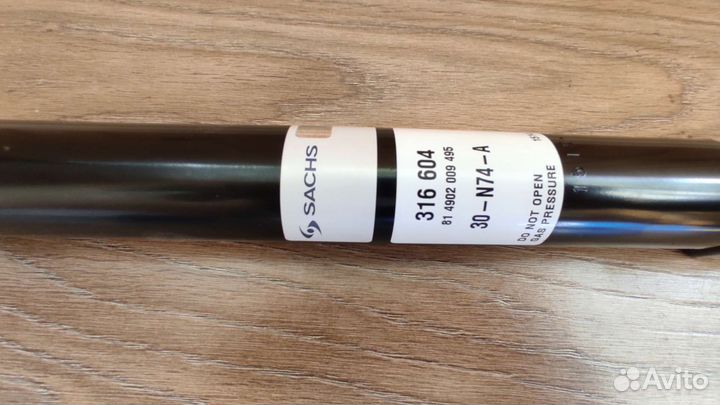 SACHS
316 604
81 4902 009 495
30-N74-A
DO NOT OPEN
GAS PRESSURE
Avito